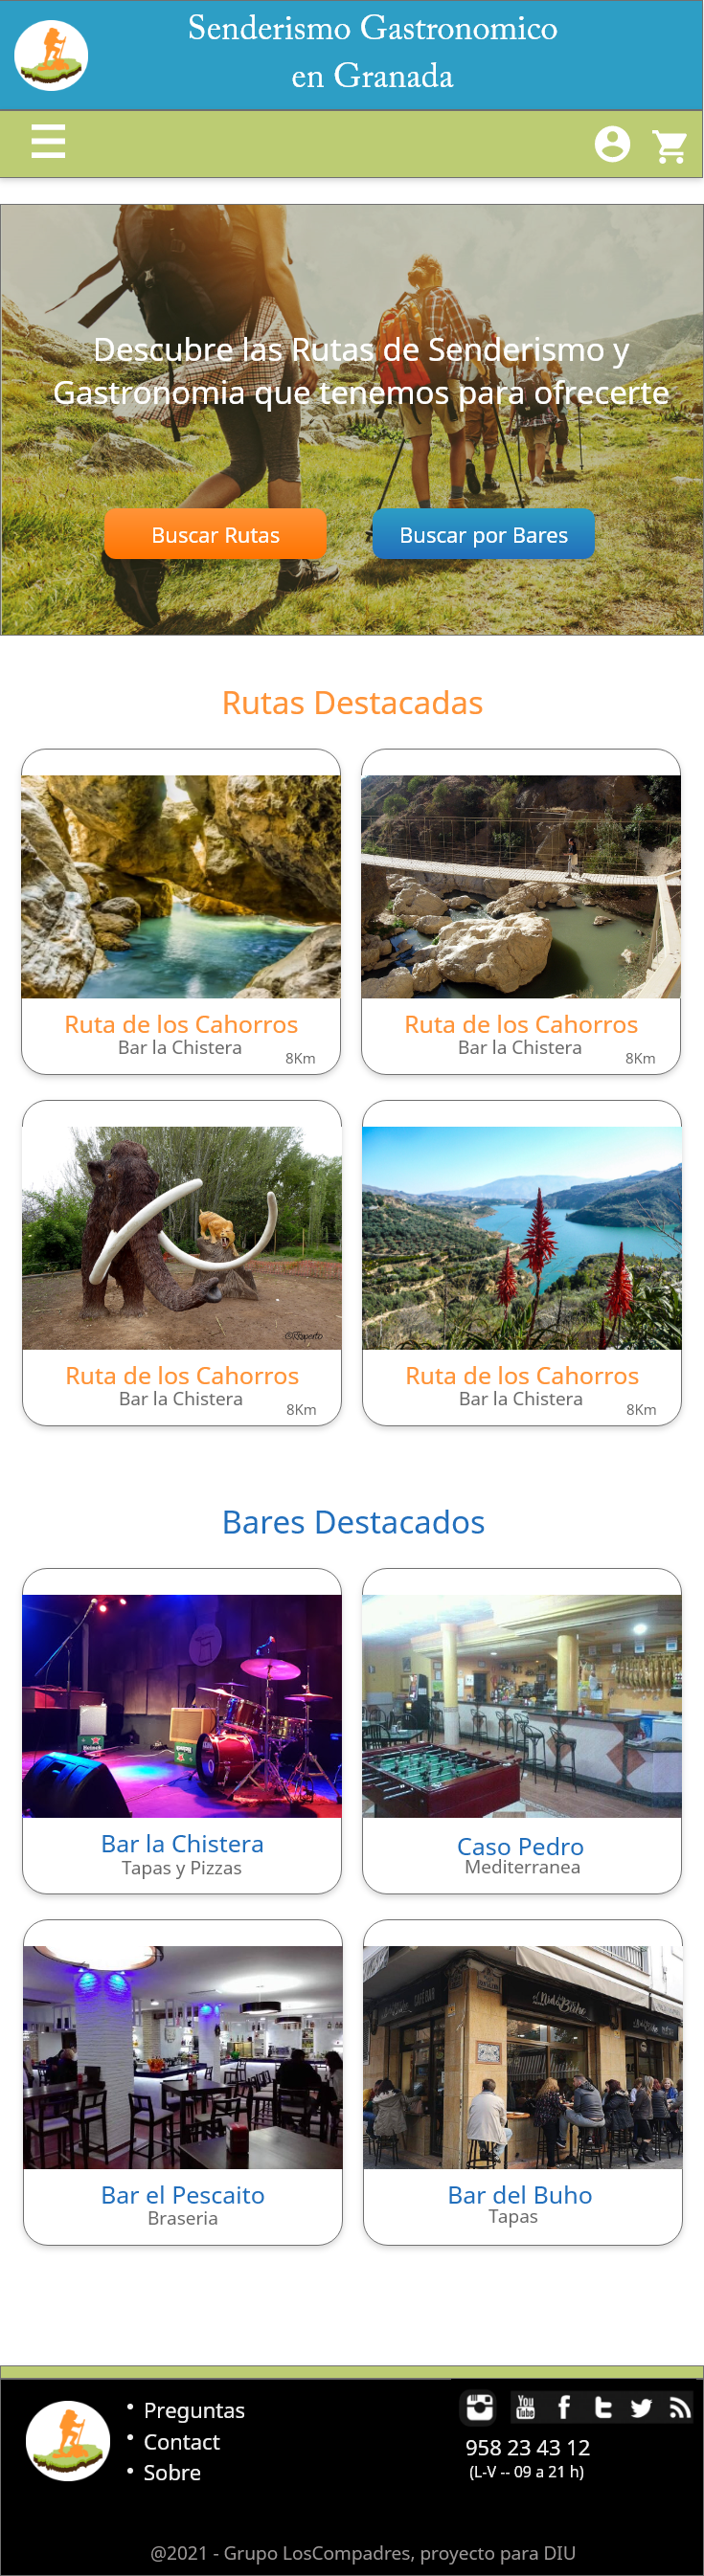 Senderismo Gastronomico
en Granada
Descubre las Rutas de Senderismo y
Gastronomia que tenemos para ofrecerte
Buscar Rutas
Buscar por Bares
Rutas Destacadas
Ruta de los Cahorros
Bar la Chistera
8Km
Ruta de los Cahorros
Bar la Chistera
8Km
Ruta de los Cahorros
Bar la Chistera
8Km
Ruta de los Cahorros
Bar la Chistera
8Km
Bares Destacados
Bar la Chistera
Tapas y Pizzas
Caso Pedro
Mediterranea
Bar el Pescaito
Braseria
Bar del Buho
Tapas
• Preguntas
• Contact
• Sobre
You Tube
958 23 43 12
(L-V -- 09 a 21 h)
@2021 - Grupo LosCompadres, proyecto para DIU